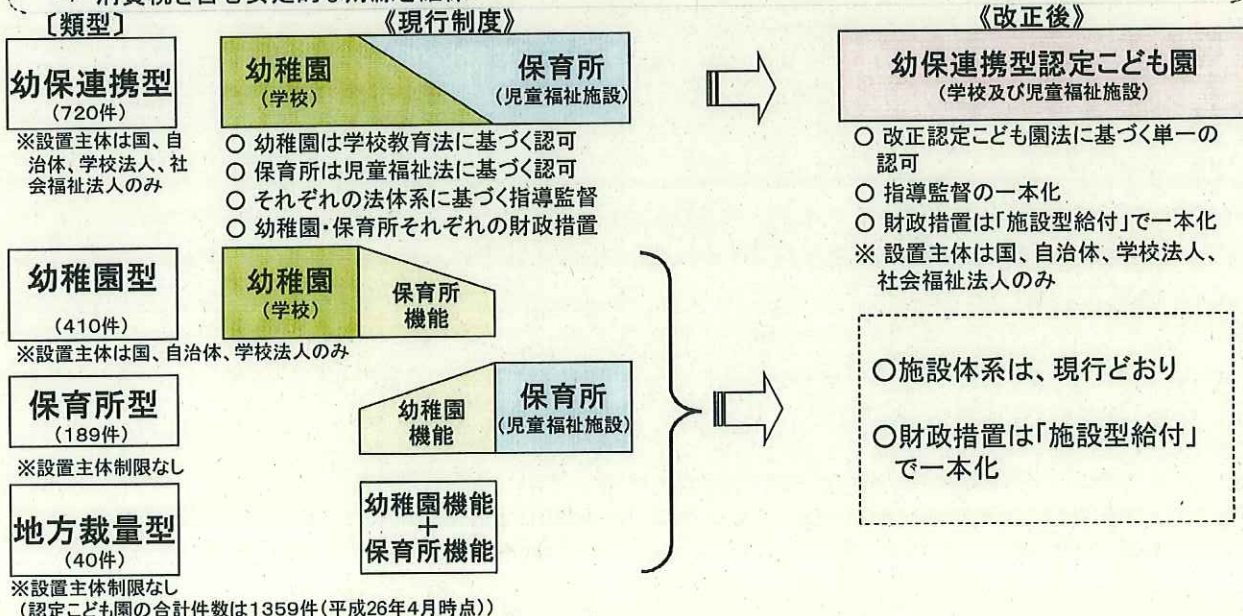 〔類型〕
《現行制度》
《改正後》
幼保連携型
(720件)
※設置主体は国、自
治体、学校法人、社
会福祉法人のみ
幼稚園
(学校)
保育所
(児童福祉施設)
○ 幼稚園は学校教育法に基づく認可
○ 保育所は児童福祉法に基づく認可
○ それぞれの法体系に基づく指導監督
○ 幼稚園・保育所それぞれの財政措置
幼保連携型認定こども園
(学校及び児童福祉施設)
○ 改正認定こども園法に基づく単一の
認可
○ 指導監督の一本化
○ 財政措置は「施設型給付」で一本化
※ 設置主体は国、自治体、学校法人、
社会福祉法人のみ
幼稚園型
(410件)
※設置主体は国、自治体、学校法人のみ
幼稚園
(学校)
保育所
機能
保育所型
(189件)
※設置主体制限なし
幼稚園
機能
保育所
(児童福祉施設)
地方裁量型
(40件)
※設置主体制限なし
幼稚園機能
+
保育所機能
○施設体系は、現行どおり
○財政措置は「施設型給付」
で一本化
(認定こども園の合計件数は1359件(平成26年4月時点))